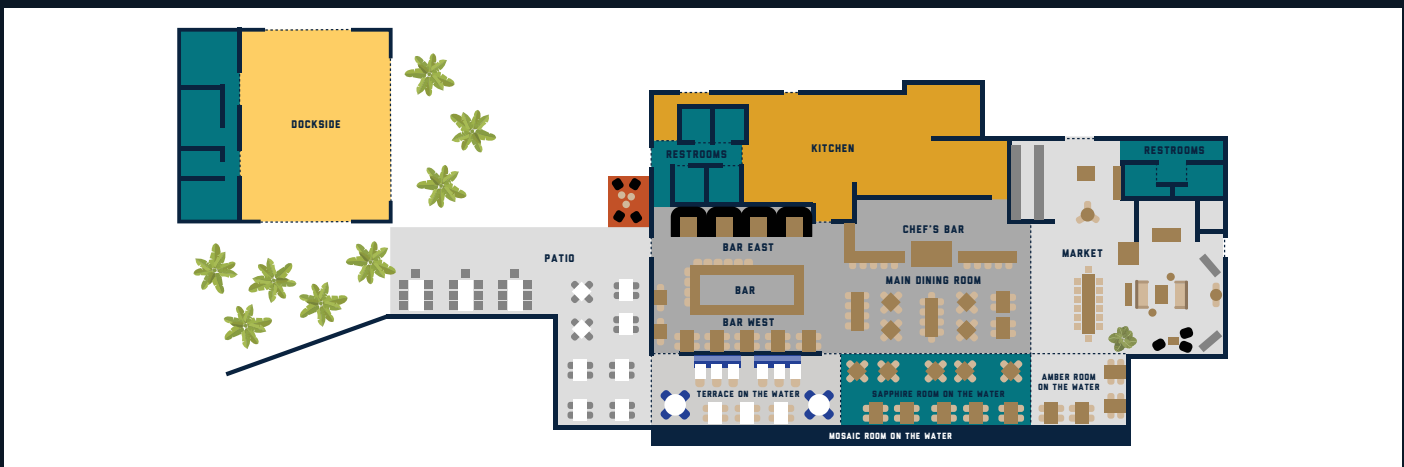 DOCKSIDE
KITCHEN
RESTROOMS
RESTROOMS
CHEF'S BAR
BAR EAST
MARKET
PATIO
MAIN DINING ROOM
BAR
BAR WEST
AMBER ROOM
ON THE WATER
TERRACE ON THE WATER
SAPPHIRE ROOM ON THE WATER
MOSAIC ROOM ON THE WATER